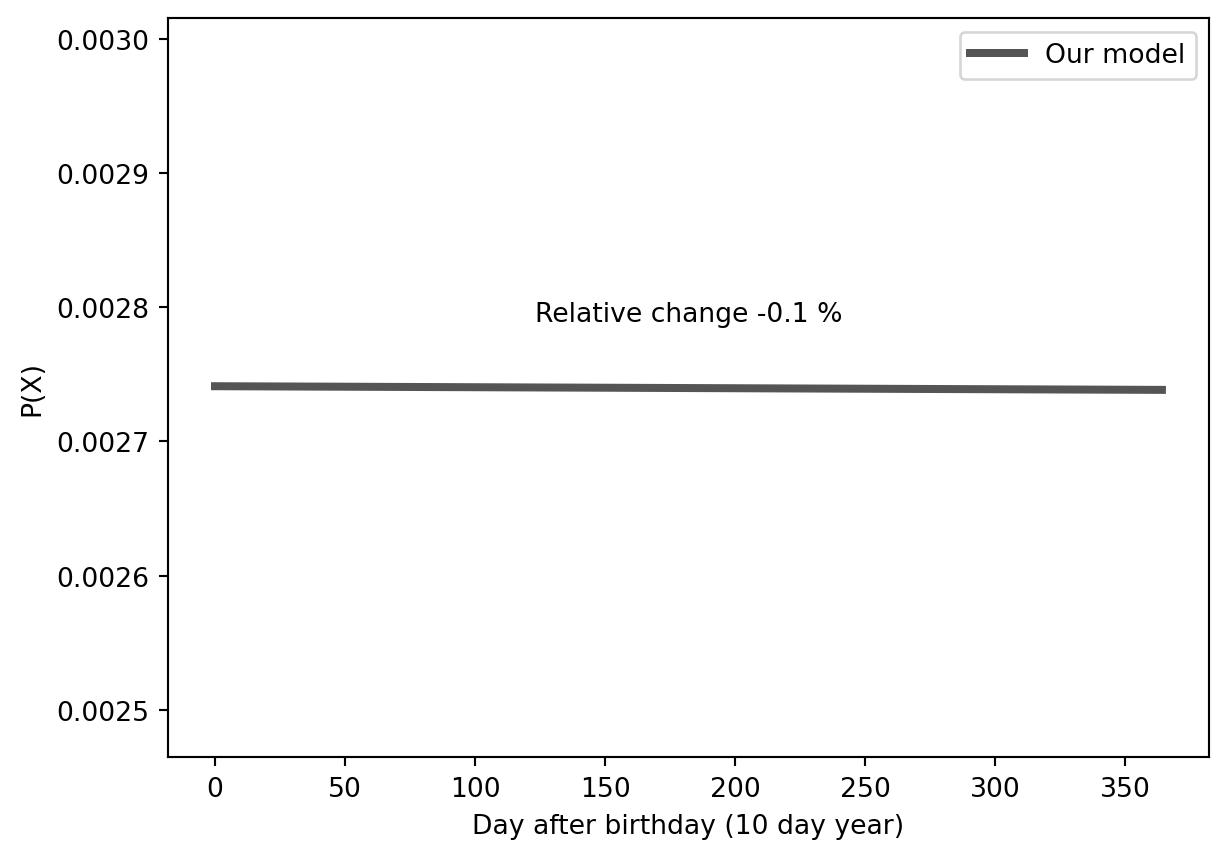 0.0030
Our model
0.0029
0.0028
Relative change -0.1 %
P(X)
0.0027
0.0026
0.0025
0 50 100 150 200 250 300 350
Day after birthday (10 day year)